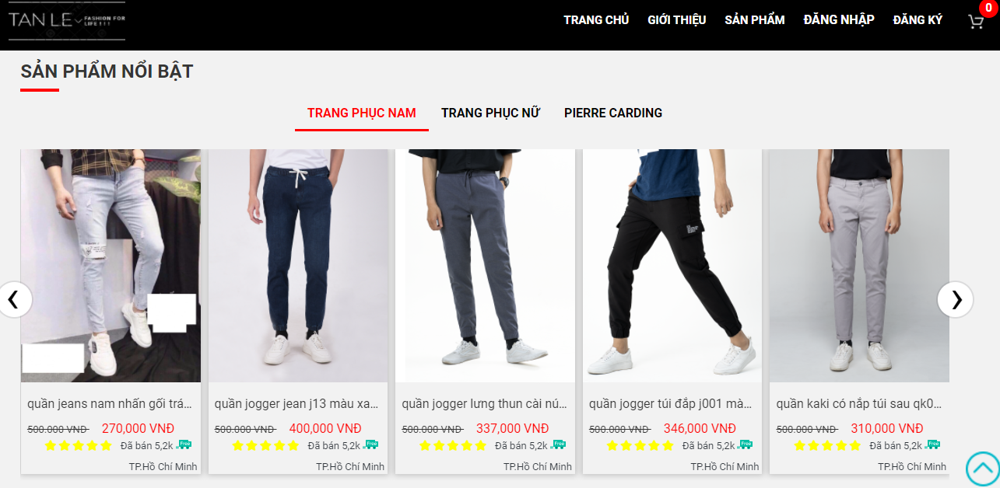 TAN LE FASHION FOR LIFE ! ! !
TRANG CHỦ GIỚI THIỆU SẢN PHẨM ĐĂNG NHẬP ĐĂNG KÝ 0
SẢN PHẨM NỔI BẬT
TRANG PHỤC NAM TRANG PHỤC NỮ PIERRE CARDING
quần jeans nam nhấn gối trá... quần jogger jean j13 màu xa... quần jogger lưng thun cài nú... quần jogger túi đắp j001 mà... quần kaki có nắp túi sau qk0...
500.000 VNĐ 270,000 VNĐ 500.000 VNĐ 400,000 VNĐ 500.000 VNĐ 337,000 VNĐ 500.000 VNĐ 346,000 VNĐ 500.000 VNĐ 310,000 VNĐ
Đã bán 5,2k Free Đã bán 5,2k Free Đã bán 5,2k Free Đã bán 5,2k Free Đã bán 5,2k Free
TP.Hồ Chí Minh TP.Hồ Chí Minh TP.Hồ Chí Minh TP.Hồ Chí Minh TP.Hồ Chí Minh